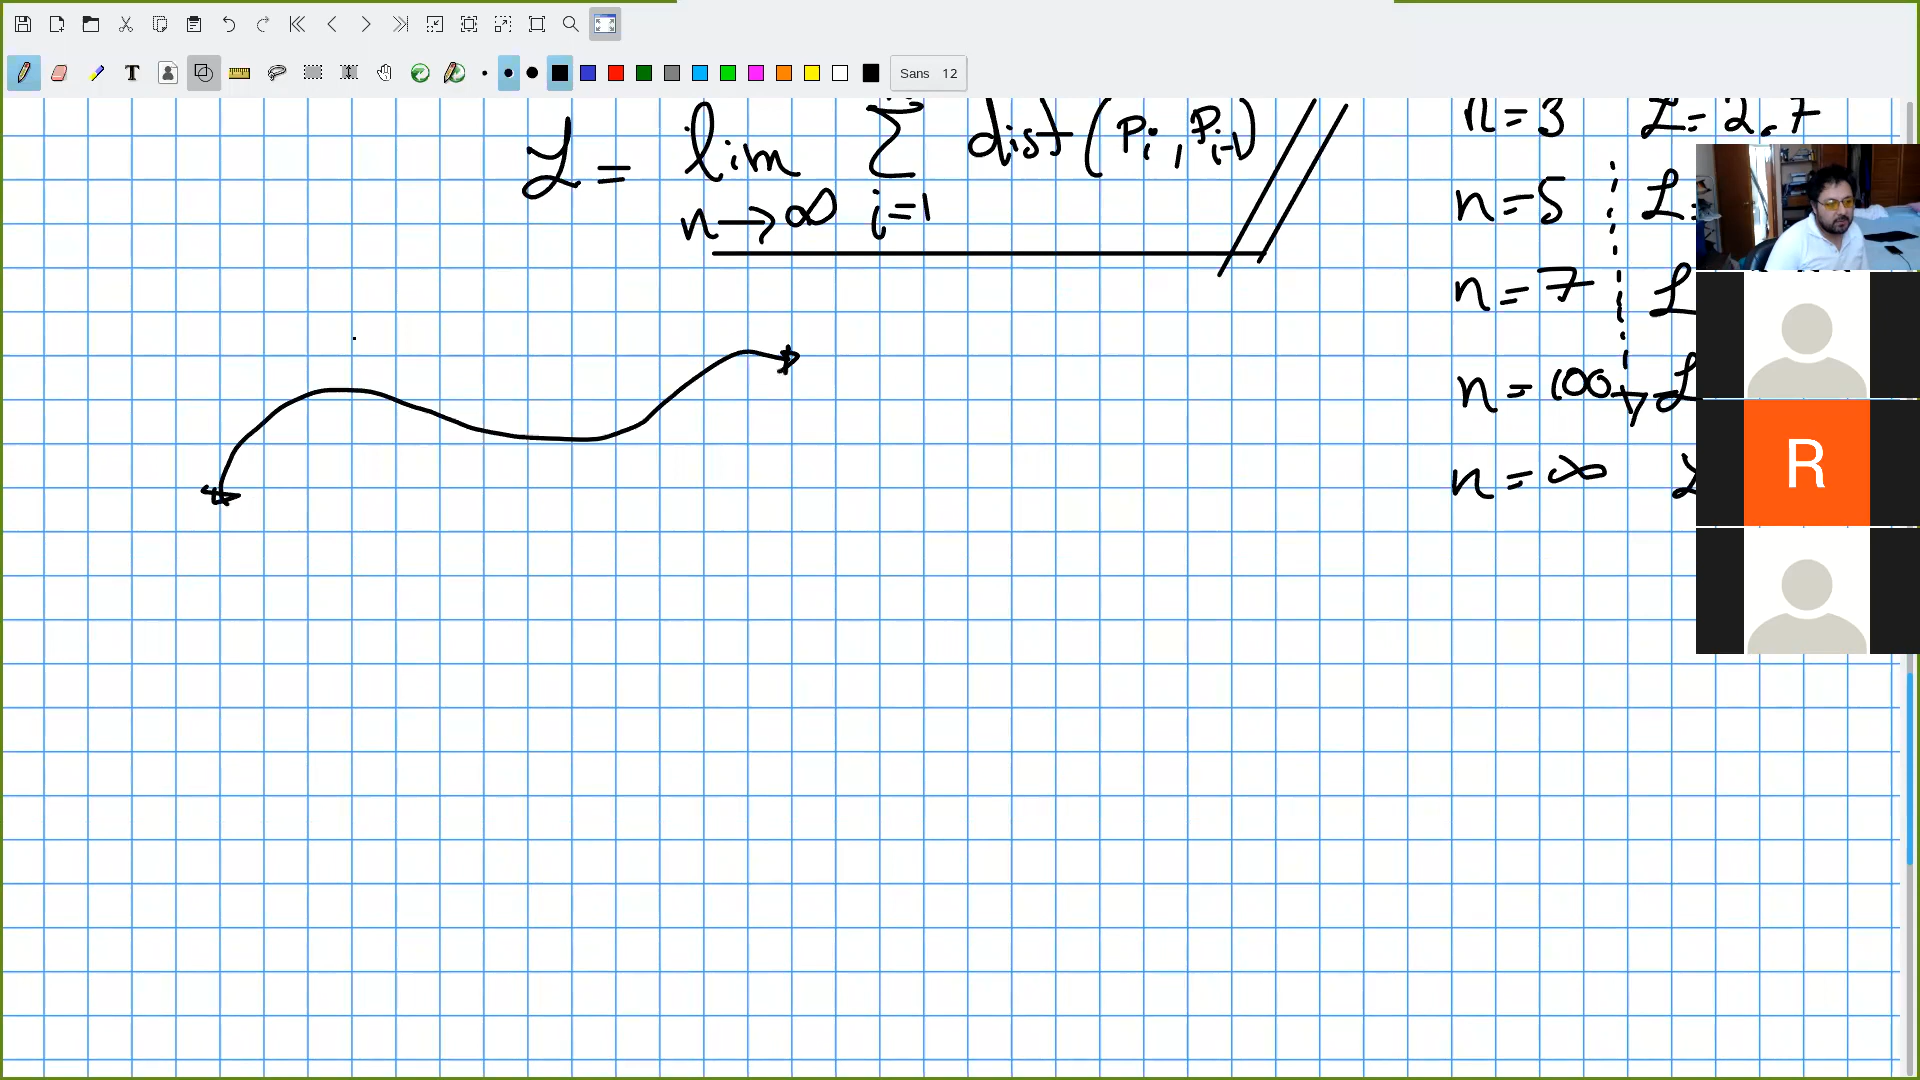 Sans 12
L = lim Σ dist(Pi, Pi-1)
n→∞ i=1
n=3 L=2.7
n=5 L=
n=7 L
n=100 L
n=∞ L
R